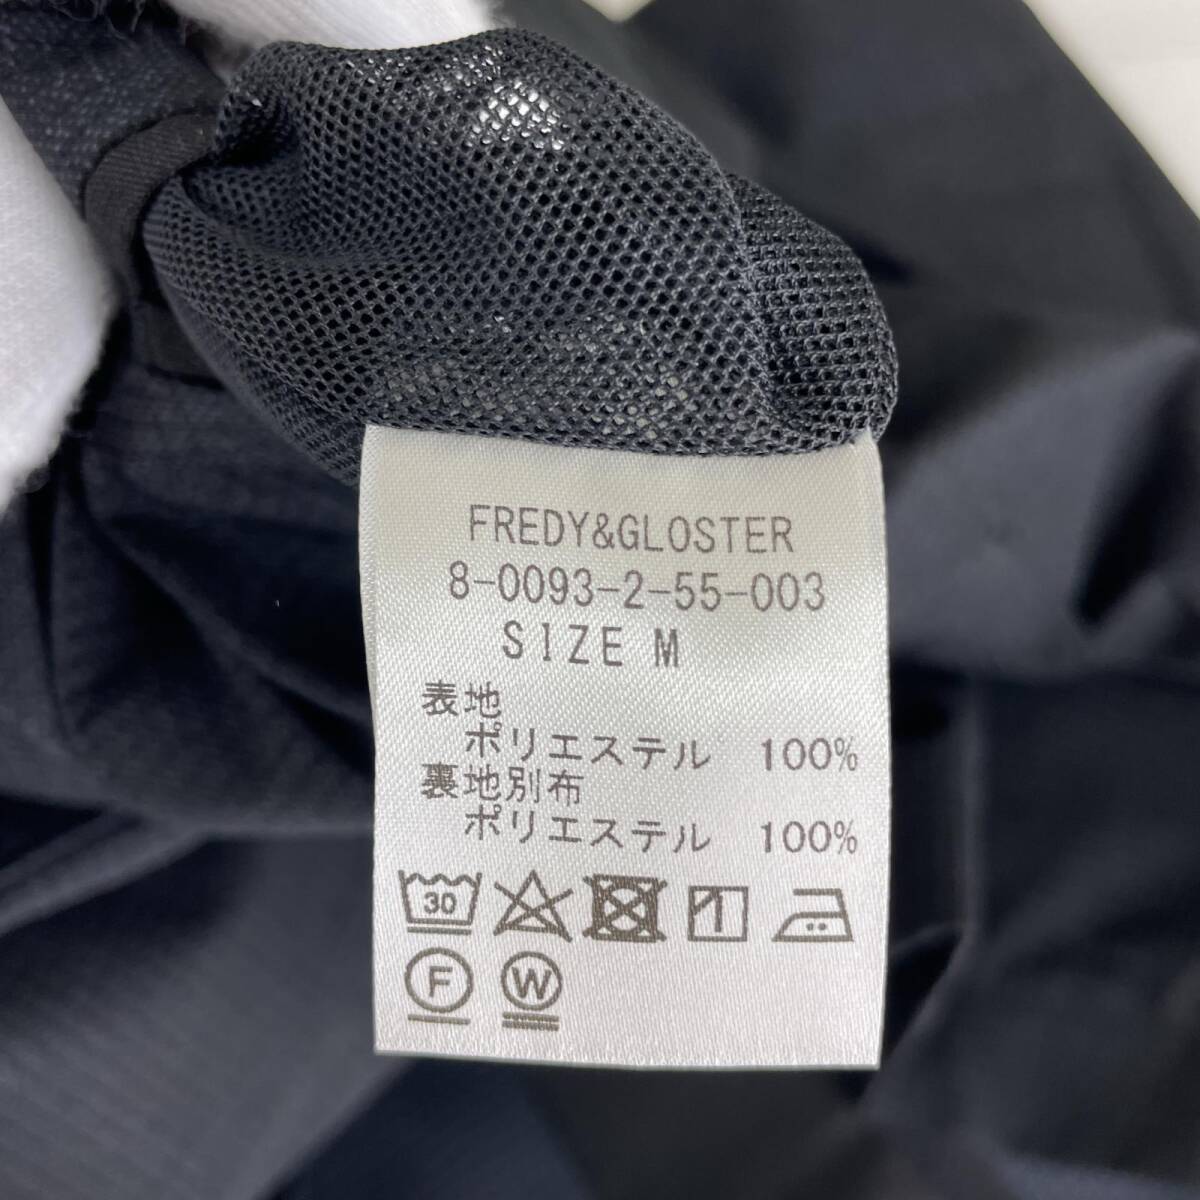 FREDY&GLOSTER
8-0093-2-55-003
SIZE M
表地
ポリエステル 100%
裏地別布
ポリエステル 100%
30
F W